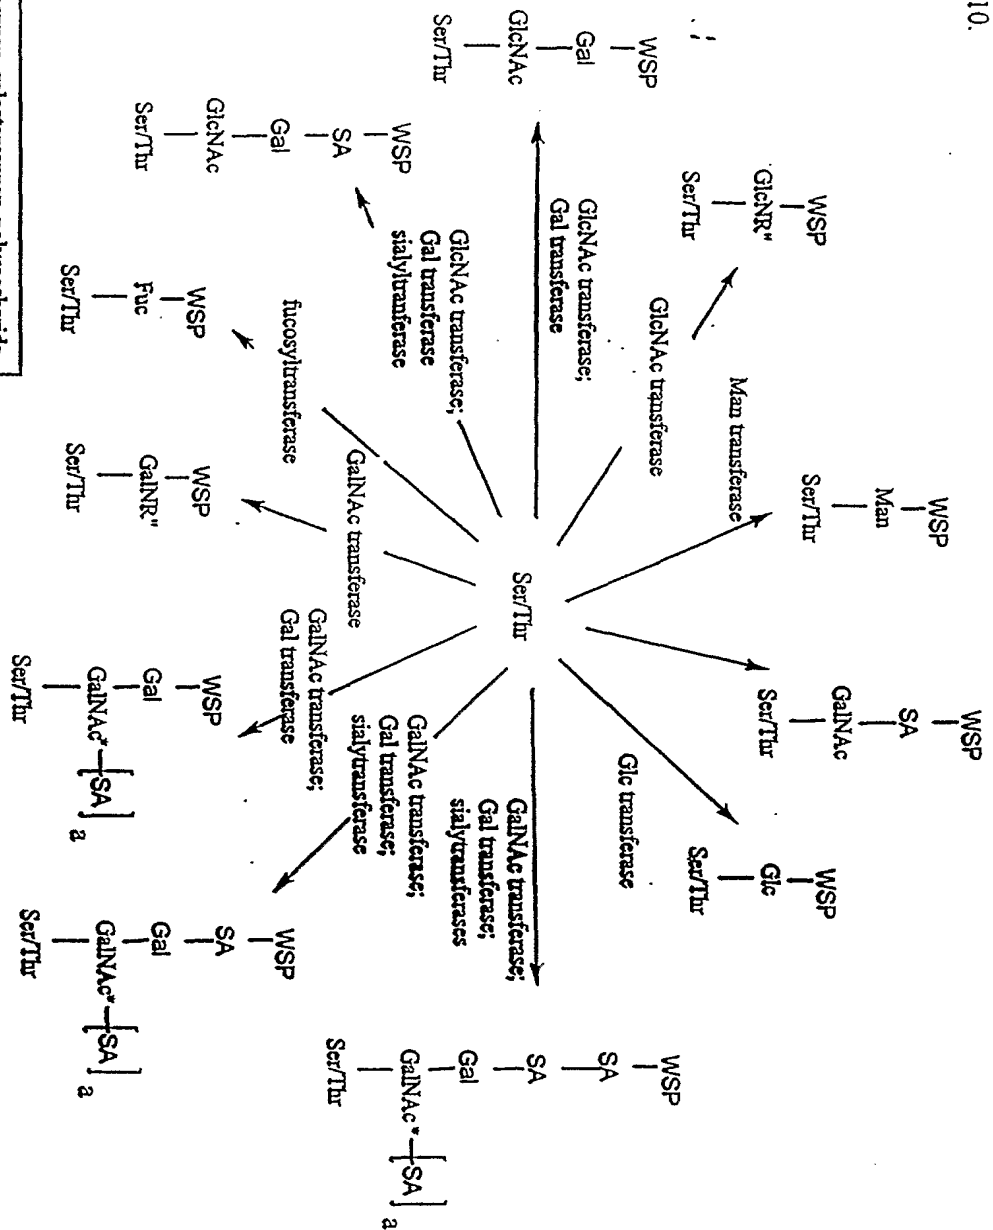 10.
WSP
GlcNR"
Ser/Thr
GlcNAc transferase
WSP
Man
Ser/Thr
Man transferase
WSP
SA
GalNAc
Ser/Thr
WSP
Glc
Ser/Thr
Glc transferase
WSP
Gal
GlcNAc
Ser/Thr
GlcNAc transferase;
Gal transferase
Ser/Thr
GalNAc transferase;
Gal transferase;
sialytransferases
WSP
SA
SA
Gal
GalNAc*
[SA]
a
Ser/Thr
WSP
SA
Gal
GlcNAc
Ser/Thr
GlcNAc transferase;
Gal transferase
sialyltranferase
WSP
Fuc
Ser/Thr
fucosyltransferase
GalNAc transferase
WSP
GalNR"
Ser/Thr
GalNAc transferase;
Gal transferase
WSP
Gal
GalNAc*
[SA]
a
Ser/Thr
GalNAc transferase;
Gal transferase;
sialytransferase
WSP
SA
Gal
GalNAc*
[SA]
a
Ser/Thr